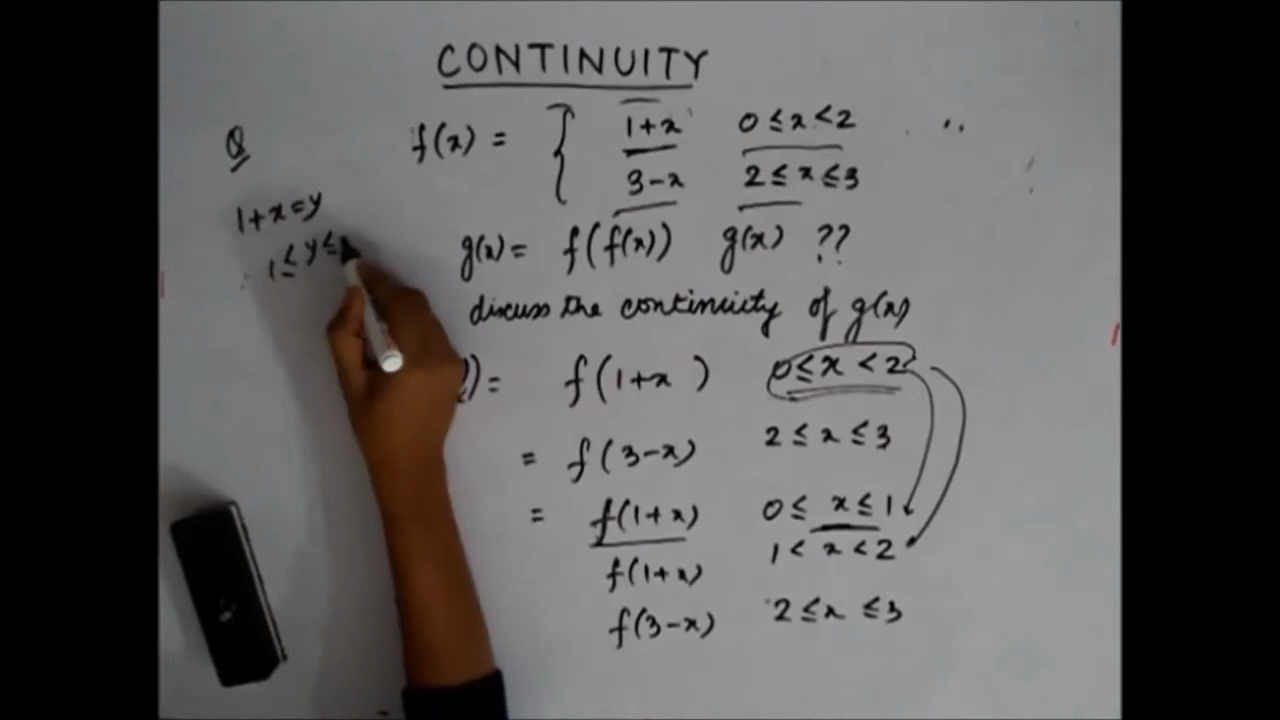 CONTINUITY
Q f(x) = { 1+x 0≤x<2
3-x 2≤x≤3
1+x=y
1≤y≤
g(x)= f(f(x)) g(x) ??
discuss the continuity of g(x)
)= f(1+x) 0≤x<2
= f(3-x) 2≤x≤3
= f(1+x) 0≤x≤1
f(1+x) 1<x<2
f(3-x) 2≤x≤3